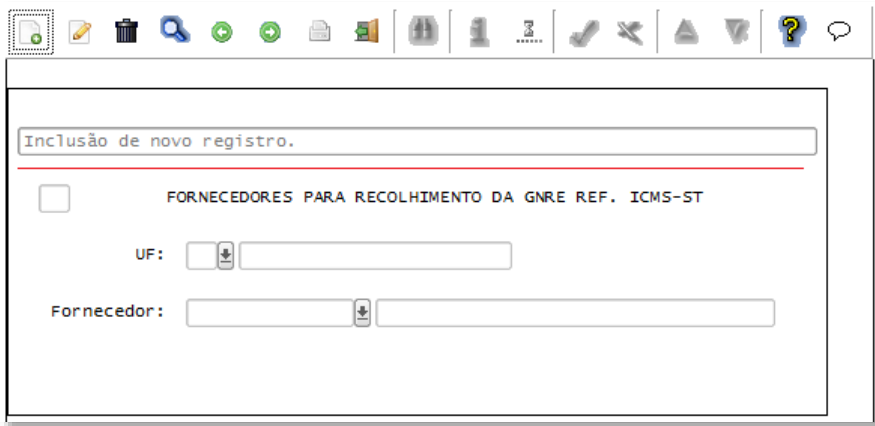 Inclusão de novo registro.
FORNECEDORES PARA RECOLHIMENTO DA GNRE REF. ICMS-ST
UF:
Fornecedor: